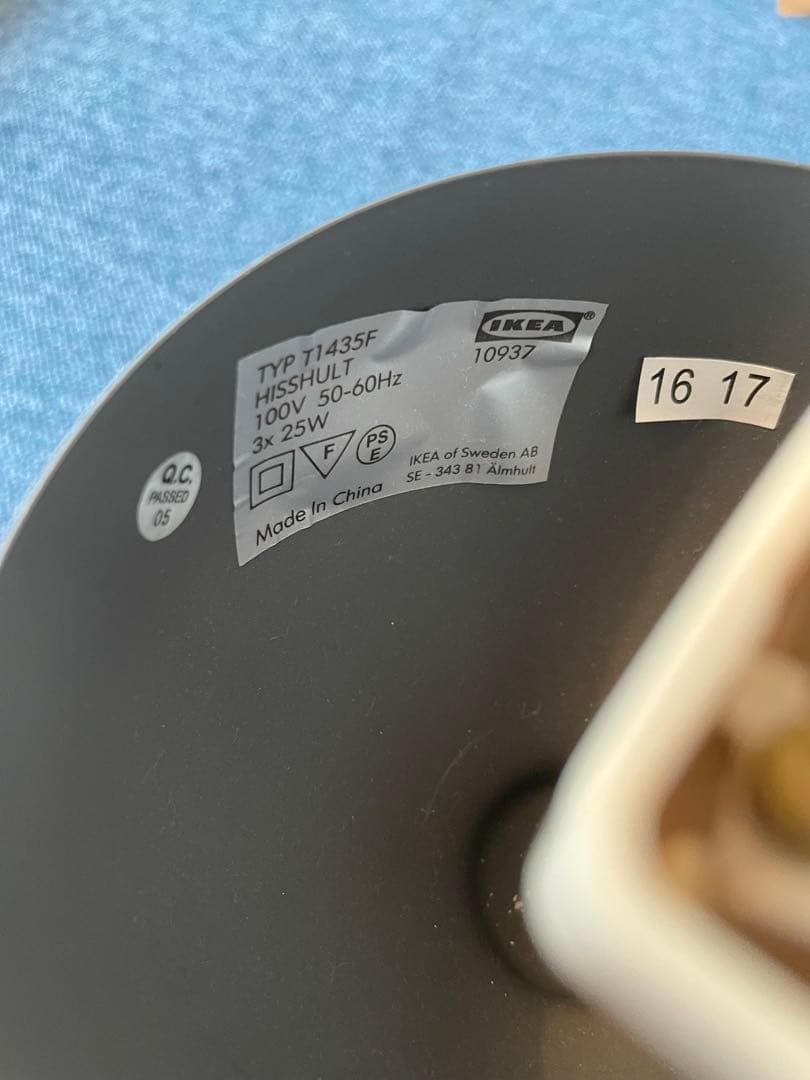 TYP T1435F
HISSHULT
100V 50-60Hz
3x 25W
F
PS
E
Made In China
IKEA®
10937
IKEA of Sweden AB
SE - 343 81 Älmhult
16 17
Q.C.
PASSED
05